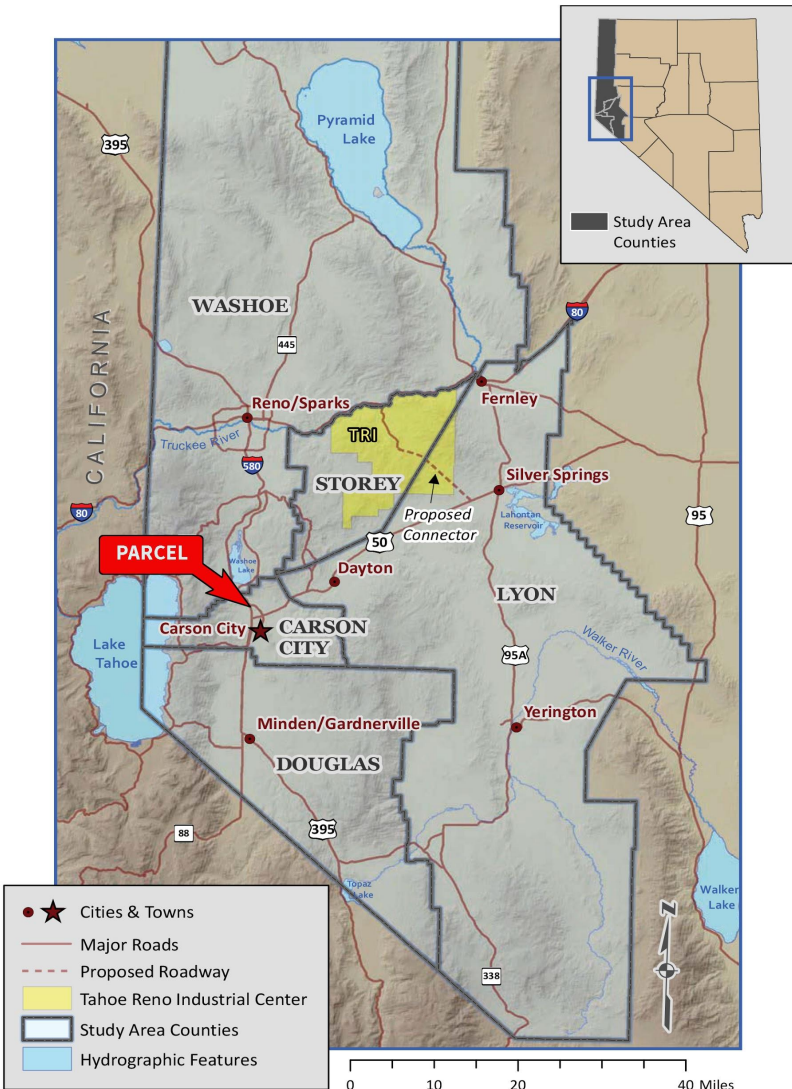 Study Area
Counties
395
Pyramid
Lake
CALIFORNIA
WASHOE
80
445
Reno/Sparks
Fernley
TRI
Truckee River
580
STOREY
Silver Springs
Proposed
Connector
Lahontan
Reservoir
80
95
50
PARCEL
Washoe
Lake
Dayton
LYON
Carson City
CARSON
CITY
Lake
Tahoe
Walker River
95A
Minden/Gardnerville
Yerington
DOUGLAS
88
395
Topaz
Lake
Walker
Lake
338
N
Cities & Towns
Major Roads
Proposed Roadway
Tahoe Reno Industrial Center
Study Area Counties
Hydrographic Features
0 10 20 40 Miles